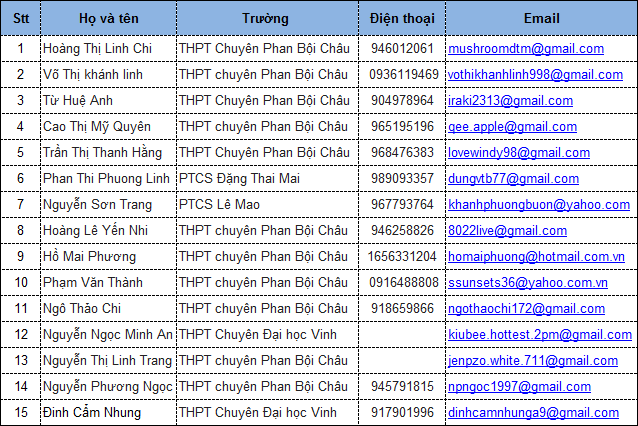 Stt Họ và tên Trường Điện thoại Email
1 Hoàng Thị Linh Chi THPT Chuyên Phan Bội Châu 946012061 mushroomdtm@gmail.com
2 Võ Thị khánh linh THPT chuyên Phan Bội Châu 0936119469 vothikhanhlinh998@gmail.com
3 Từ Huệ Anh THPT Chuyên Phan Bội Châu 904978964 iraki2313@gmail.com
4 Cao Thị Mỹ Quyên THPT Chuyên Phan Bội Châu 965195196 qee.apple@gmail.com
5 Trần Thị Thanh Hằng THPT Chuyên Phan Bội Châu 968476383 lovewindy98@gmail.com
6 Phan Thi Phuong Linh PTCS Đặng Thai Mai 989093357 dungvtb77@gmail.com
7 Nguyễn Sơn Trang PTCS Lê Mao 967793764 khanhphuongbuon@yahoo.com
8 Hoàng Lê Yến Nhi THPT chuyên Phan Bội Châu 946258826 8022live@gmail.com
9 Hồ Mai Phương THPT chuyên Phan Bội Châu 1656331204 homaiphuong@hotmail.com.vn
10 Phạm Văn Thành THPT chuyên Phan Bội Châu 0916488808 ssunsets36@yahoo.com.vn
11 Ngô Thảo Chi THPT chuyên Phan Bội Châu 918659866 ngothaochi172@gmail.com
12 Nguyễn Ngọc Minh An THPT Chuyên Đại học Vinh kiubee.hottest.2pm@gmail.com
13 Nguyễn Thị Linh Trang THPT chuyên Phan Bội Châu jenpzo.white.711@gmail.com
14 Nguyễn Phương Ngọc THPT chuyên Phan Bội Châu 945791815 npngoc1997@gmail.com
15 Đinh Cẩm Nhung THPT Chuyên Đại học Vinh 917901996 dinhcamnhunga9@gmail.com